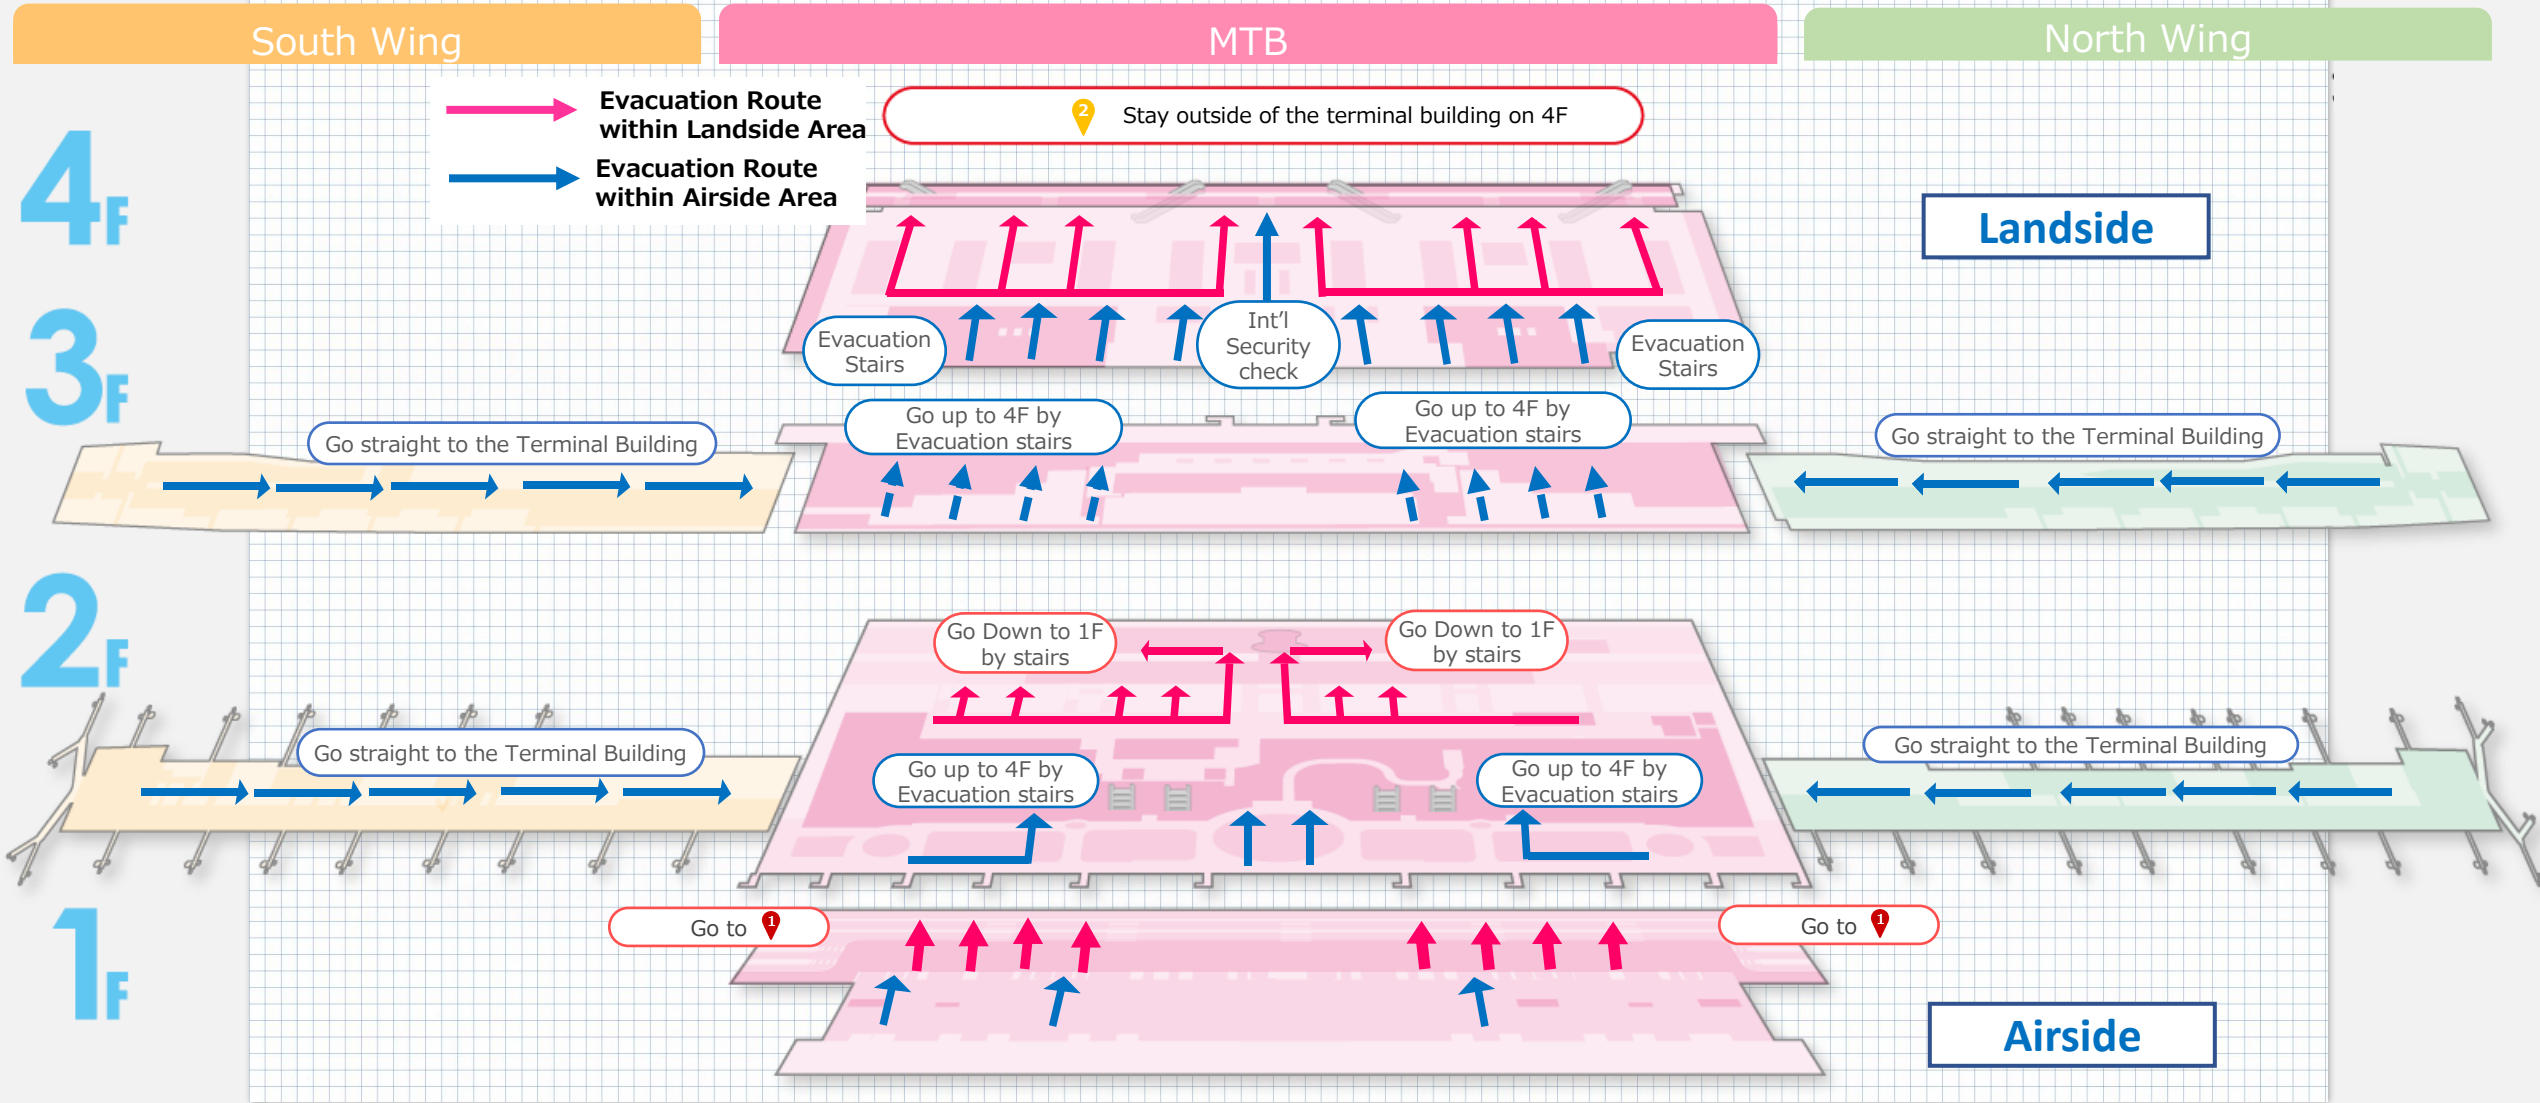 South Wing
MTB
North Wing
Evacuation Route
within Landside Area
Evacuation Route
within Airside Area
2 Stay outside of the terminal building on 4F
4F
Landside
3F
Evacuation
Stairs
Int’l
Security
check
Evacuation
Stairs
Go up to 4F by
Evacuation stairs
Go up to 4F by
Evacuation stairs
Go straight to the Terminal Building
Go straight to the Terminal Building
2F
Go Down to 1F
by stairs
Go Down to 1F
by stairs
Go straight to the Terminal Building
Go straight to the Terminal Building
Go up to 4F by
Evacuation stairs
Go up to 4F by
Evacuation stairs
1F
Go to 1
Go to 1
Airside